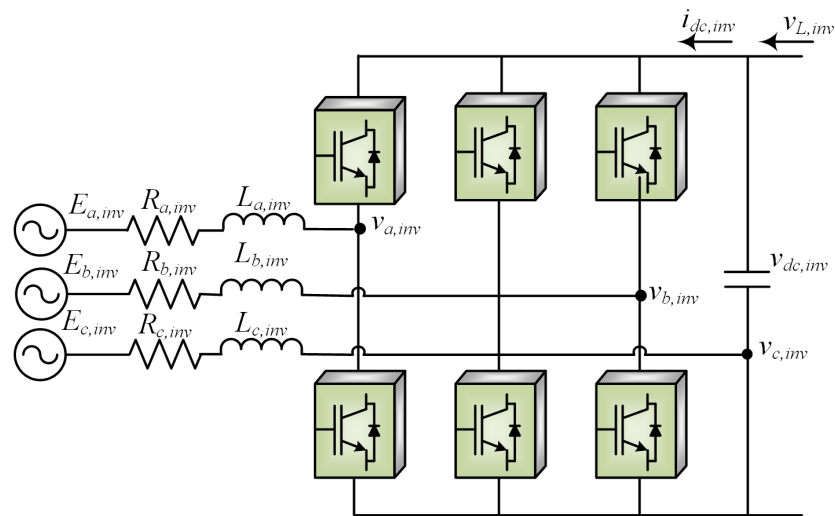 i_{dc,inv} v_{L,inv}
E_{a,inv} R_{a,inv} L_{a,inv}
v_{a,inv}
E_{b,inv} R_{b,inv} L_{b,inv}
v_{dc,inv}
v_{b,inv}
E_{c,inv} R_{c,inv} L_{c,inv}
v_{c,inv}